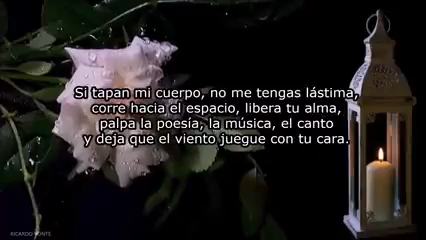 Si tapan mi cuerpo, no me tengas lástima,
corre hacia el espacio, libera tu alma,
palpa la poesía, la música, el canto
y deja que el viento juegue con tu cara.
RICARDO